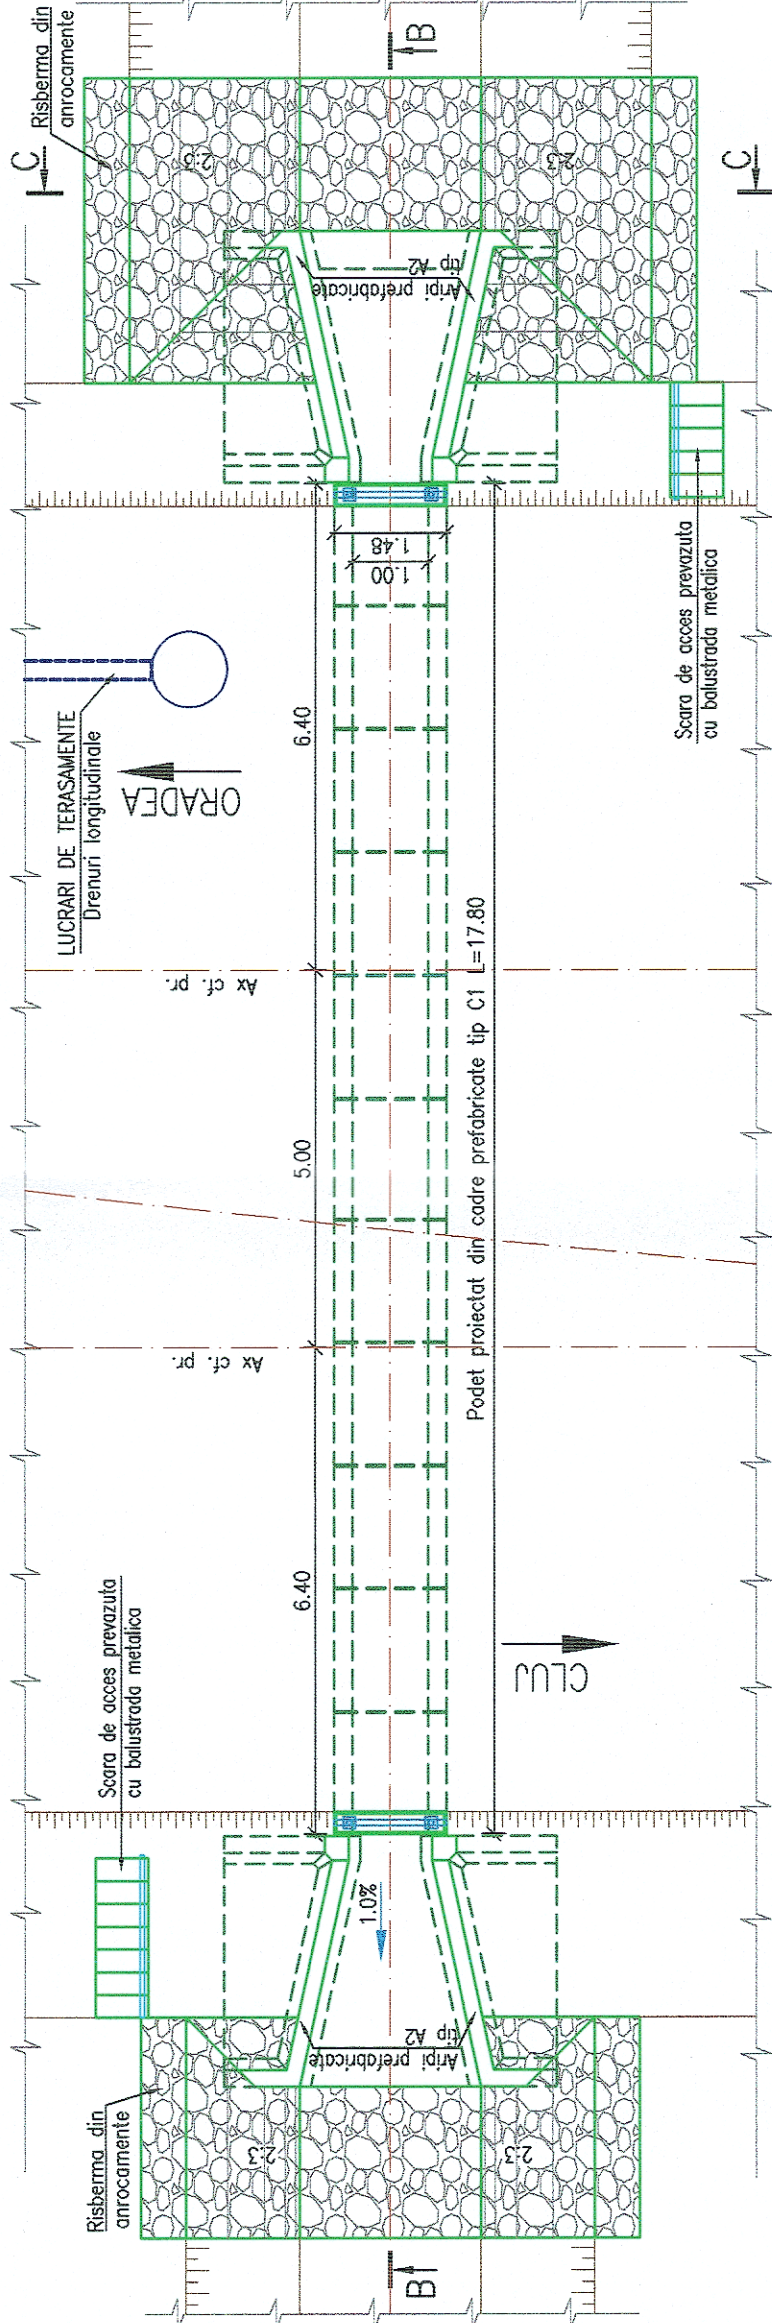 Risberma din
anrocamente
B
B
1.0%
Aripi prefabricate
tip A2
2:3
2:3
Scara de acces prevazuta
cu balustrada metalica
6.40
5.00
6.40
CLUJ
Ax cf. pr.
Ax cf. pr.
Podet proiectat din cadre prefabricate tip C1 L=17.80
LUCRARI DE TERASAMENTE
Drenuri longitudinale
ORADEA
1.00
1.48
Scara de acces prevazuta
cu balustrada metalica
Aripi prefabricate
tip A2
2:3
2:3
Risberma din
anrocamente
C
C